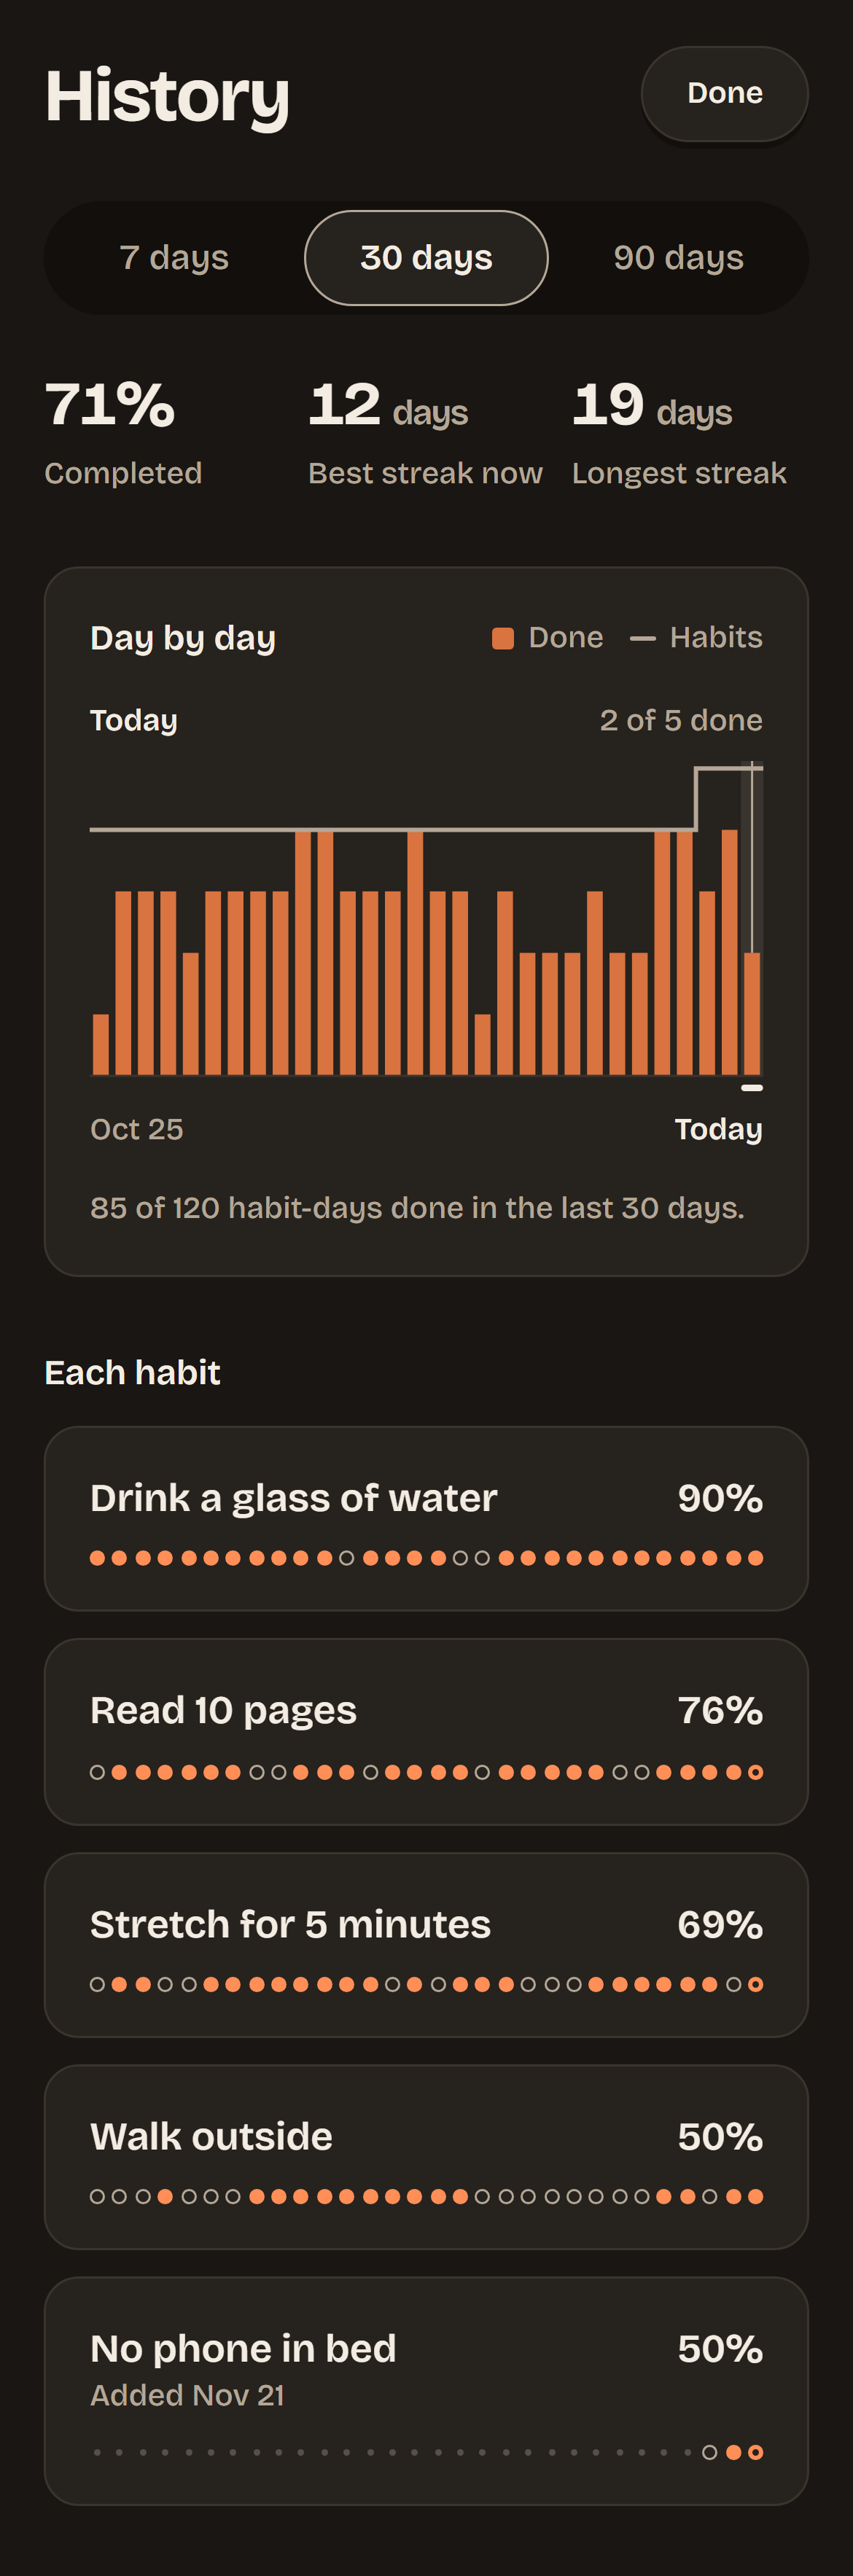 History
Done
7 days
30 days
90 days
71%
12 days
19 days
Completed
Best streak now
Longest streak
Day by day
Done
Habits
Today
2 of 5 done
Oct 25
Today
85 of 120 habit-days done in the last 30 days.
Each habit
Drink a glass of water
90%
Read 10 pages
76%
Stretch for 5 minutes
69%
Walk outside
50%
No phone in bed
50%
Added Nov 21